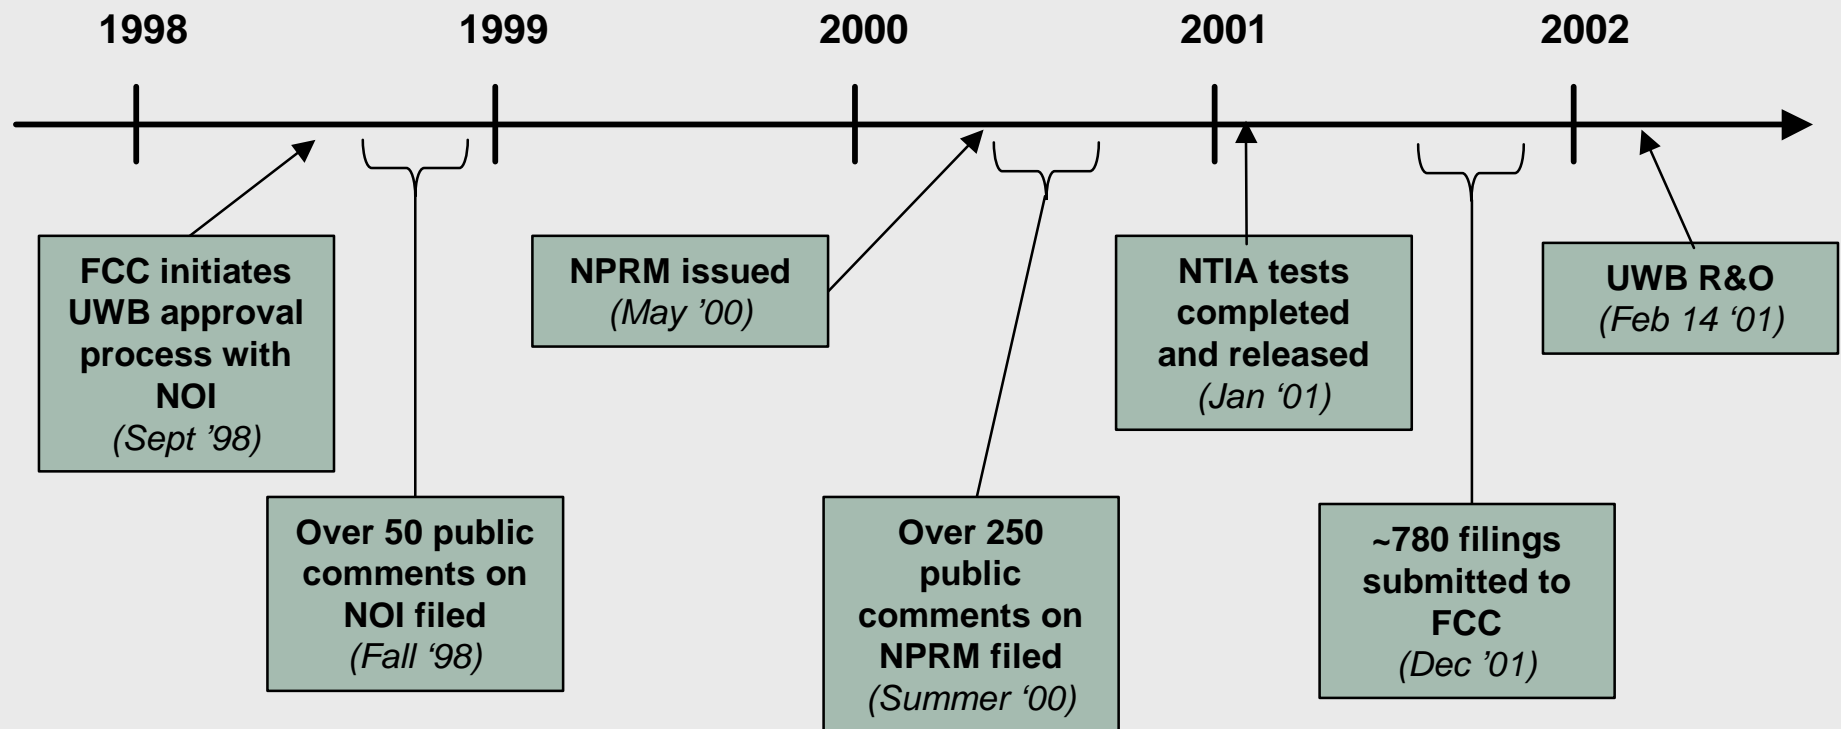 1998 1999 2000 2001 2002
FCC initiates
UWB approval
process with
NOI
(Sept ’98)
Over 50 public
comments on
NOI filed
(Fall ‘98)
NPRM issued
(May ’00)
Over 250
public
comments on
NPRM filed
(Summer ‘00)
NTIA tests
completed
and released
(Jan ‘01)
~780 filings
submitted to
FCC
(Dec ’01)
UWB R&O
(Feb 14 ‘01)